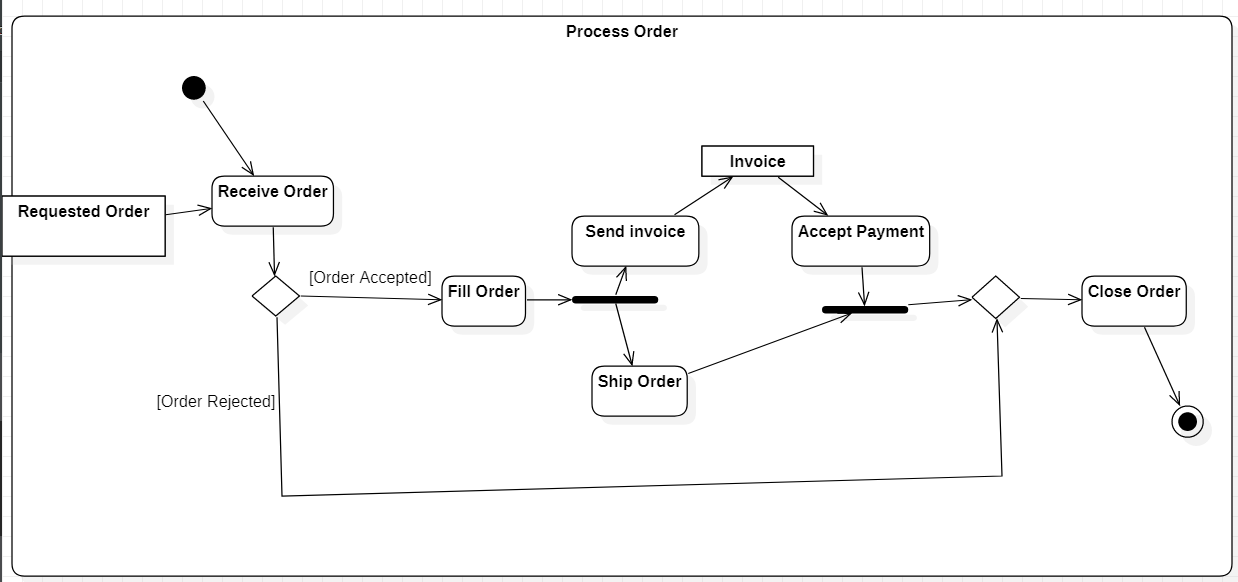 Process Order
Invoice
Receive Order
Requested Order
Send invoice
Accept Payment
[Order Accepted]
Fill Order
Close Order
Ship Order
[Order Rejected]